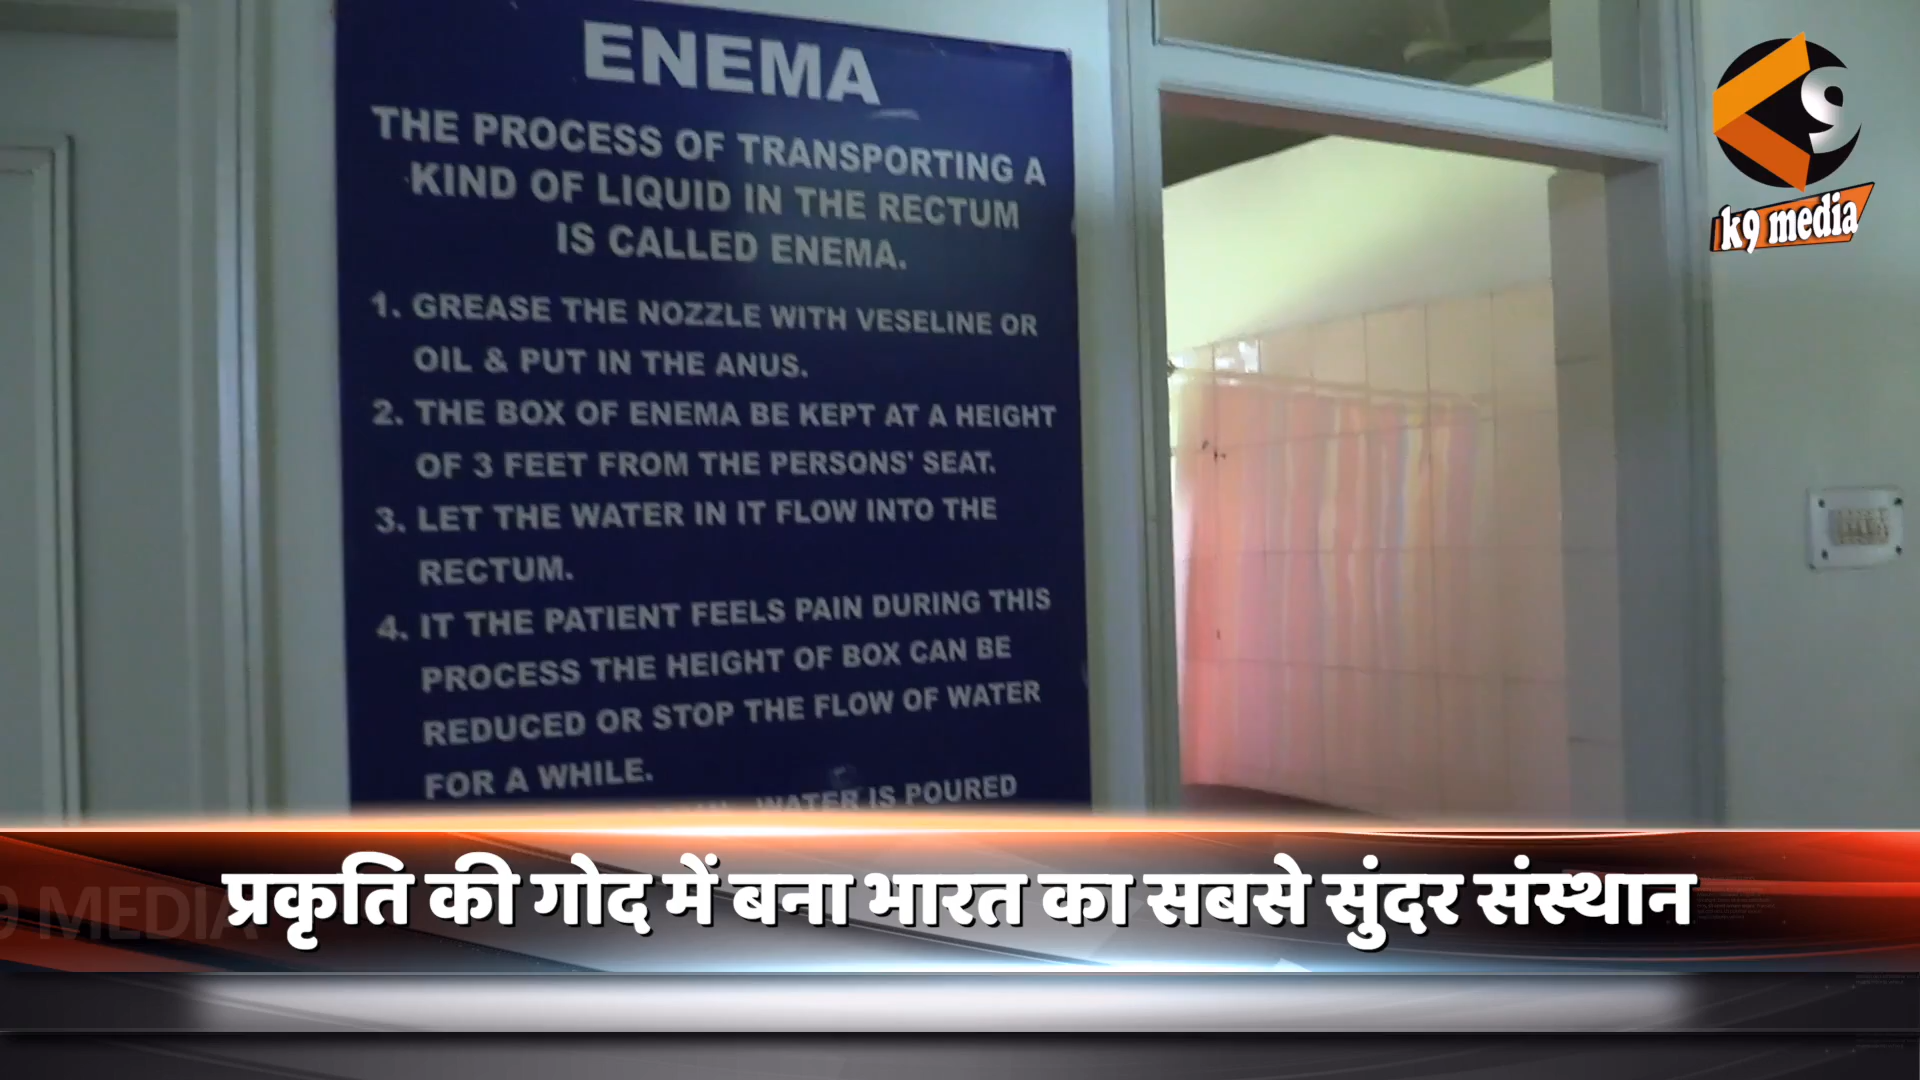 ENEMA
THE PROCESS OF TRANSPORTING A
KIND OF LIQUID IN THE RECTUM
IS CALLED ENEMA.
1. GREASE THE NOZZLE WITH VESELINE OR
OIL & PUT IN THE ANUS.
2. THE BOX OF ENEMA BE KEPT AT A HEIGHT
OF 3 FEET FROM THE PERSONS' SEAT.
3. LET THE WATER IN IT FLOW INTO THE
RECTUM.
4. IT THE PATIENT FEELS PAIN DURING THIS
PROCESS THE HEIGHT OF BOX CAN BE
REDUCED OR STOP THE FLOW OF WATER
FOR A WHILE.
WATER IS POURED
9
k9 media
9 MEDIA
प्रकृति की गोद में बना भारत का सबसे सुंदर संस्थान